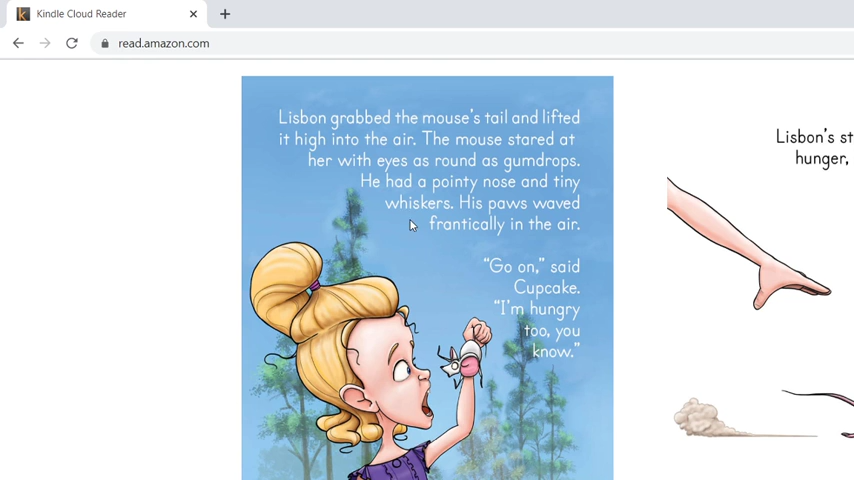 Kindle Cloud Reader
read.amazon.com
Lisbon grabbed the mouse's tail and lifted
it high into the air. The mouse stared at
her with eyes as round as gumdrops.
He had a pointy nose and tiny
whiskers. His paws waved
frantically in the air.
"Go on," said
Cupcake.
"I'm hungry
too, you
know."
Lisbon's
hunger,